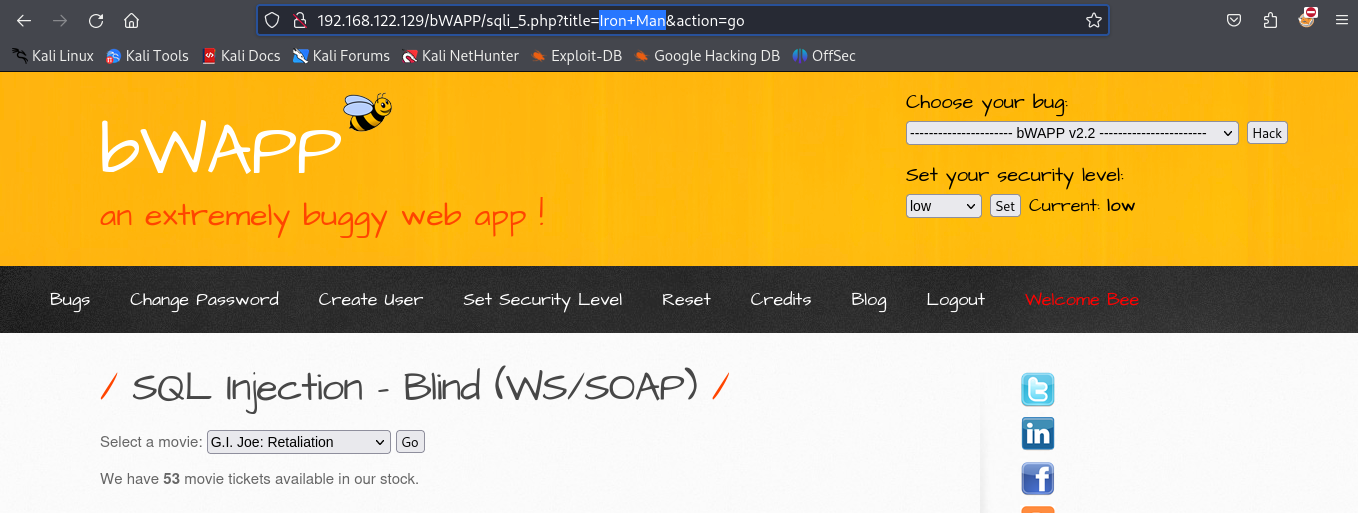 192.168.122.129/bWAPP/sqli_5.php?title=Iron+Man&action=go
Kali Linux Kali Tools Kali Docs Kali Forums Kali NetHunter Exploit-DB Google Hacking DB OffSec
bWAPP
an extremely buggy web app !
Choose your bug:
---------------------- bWAPP v2.2 ----------------------- Hack
Set your security level:
low Set Current: low
Bugs Change Password Create User Set Security Level Reset Credits Blog Logout Welcome Bee
/ SQL Injection - Blind (WS/SOAP) /
Select a movie: G.I. Joe: Retaliation Go
We have 53 movie tickets available in our stock.
t
in
f